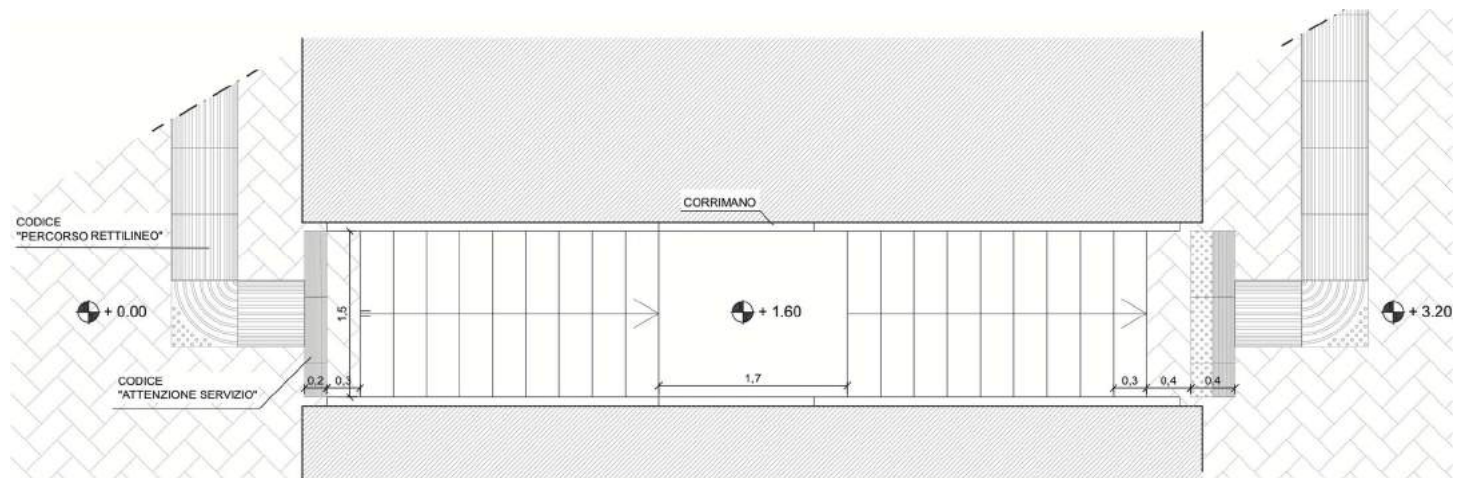 CORRIMANO
CODICE
"PERCORSO RETTILINEO"
+ 0.00
1,5
+ 1.60
+ 3.20
CODICE
"ATTENZIONE SERVIZIO"
0,2
0,3
1,7
0,3
0,4
0,4